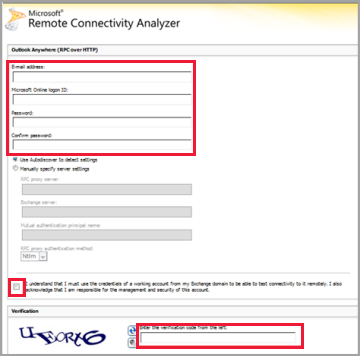 Microsoft®
Remote Connectivity Analyzer
Outlook Anywhere (RPC over HTTP)
E-mail address:
Microsoft Online logon ID:
Password:
Confirm password:
Use Autodiscover to detect settings
Manually specify server settings
RPC proxy server:
Exchange server:
Mutual authentication principal name:
RPC proxy authentication method:
Ntlm
I understand that I must use the credentials of a working account from my Exchange domain to be able to test connectivity to it remotely. I also
acknowledge that I am responsible for the management and security of this account.
Verification
Enter the verification code from the left: